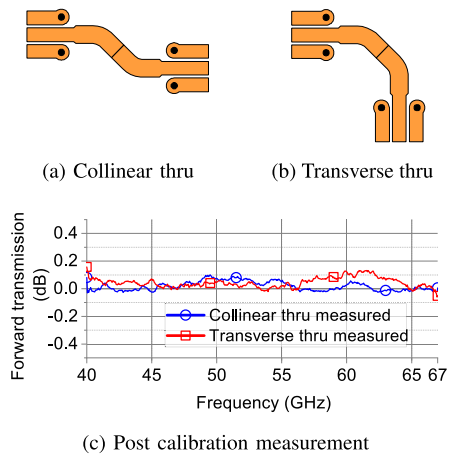 (a) Collinear thru
(b) Transverse thru
Forward transmission
(dB)
0.4
0.2
0.0
-0.2
-0.4
Collinear thru measured
Transverse thru measured
40
45
50
55
60
65
67
Frequency (GHz)
(c) Post calibration measurement